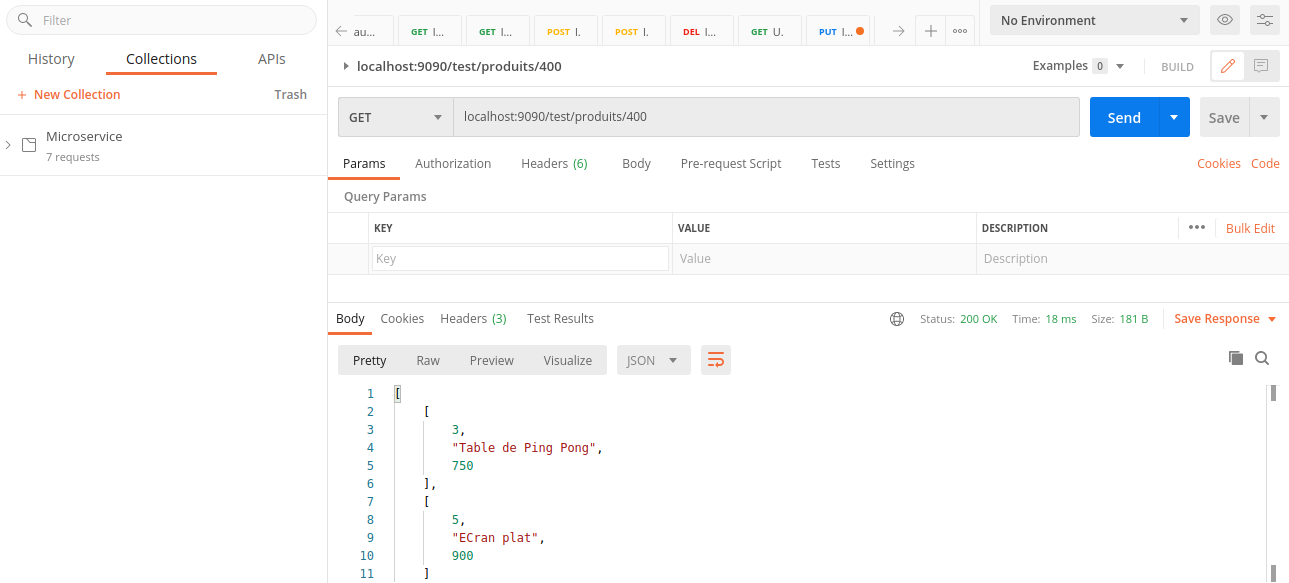 Filter
History Collections APIs
+ New Collection Trash
Microservice
7 requests
au... GET l... GET l... POST l. POST l. DEL l... GET U. PUT l... + ooo
No Environment
localhost:9090/test/produits/400
Examples 0 BUILD
GET localhost:9090/test/produits/400 Send Save
Params Authorization Headers (6) Body Pre-request Script Tests Settings Cookies Code
Query Params
KEY VALUE DESCRIPTION ••• Bulk Edit
Key Value Description
Body Cookies Headers (3) Test Results Status: 200 OK Time: 18 ms Size: 181 B Save Response
Pretty Raw Preview Visualize JSON
1 [
2 [
3 3,
4 "Table de Ping Pong",
5 750
6 ],
7 [
8 5,
9 "ECran plat",
10 900
11 ]